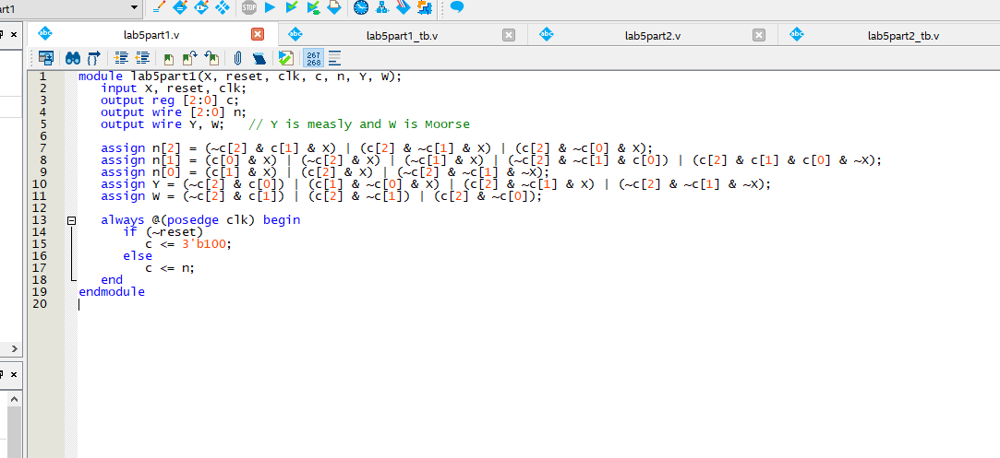 art1
STOP
lab5part1.v
lab5part1_tb.v
lab5part2.v
lab5part2_tb.v
267
268
1 module lab5part1(X, reset, clk, c, n, Y, W);
2 input X, reset, clk;
3 output reg [2:0] c;
4 output wire [2:0] n;
5 output wire Y, W; // Y is measly and W is Moorse
6
7 assign n[2] = (~c[2] & c[1] & X) | (c[2] & ~c[1] & X) | (c[2] & ~c[0] & X);
8 assign n[1] = (c[0] & X) | (~c[2] & X) | (~c[1] & X) | (~c[2] & ~c[1] & c[0]) | (c[2] & c[1] & c[0] & ~X);
9 assign n[0] = (c[1] & X) | (c[2] & X) | (~c[2] & ~c[1] & ~X);
10 assign Y = (~c[2] & c[0]) | (c[1] & ~c[0] & X) | (c[2] & ~c[1] & X) | (~c[2] & ~c[1] & ~X);
11 assign W = (~c[2] & c[1]) | (c[2] & ~c[1]) | (c[2] & ~c[0]);
12
13 always @(posedge clk) begin
14 if (~reset)
15 c <= 3'b100;
16 else
17 c <= n;
18 end
19 endmodule
20